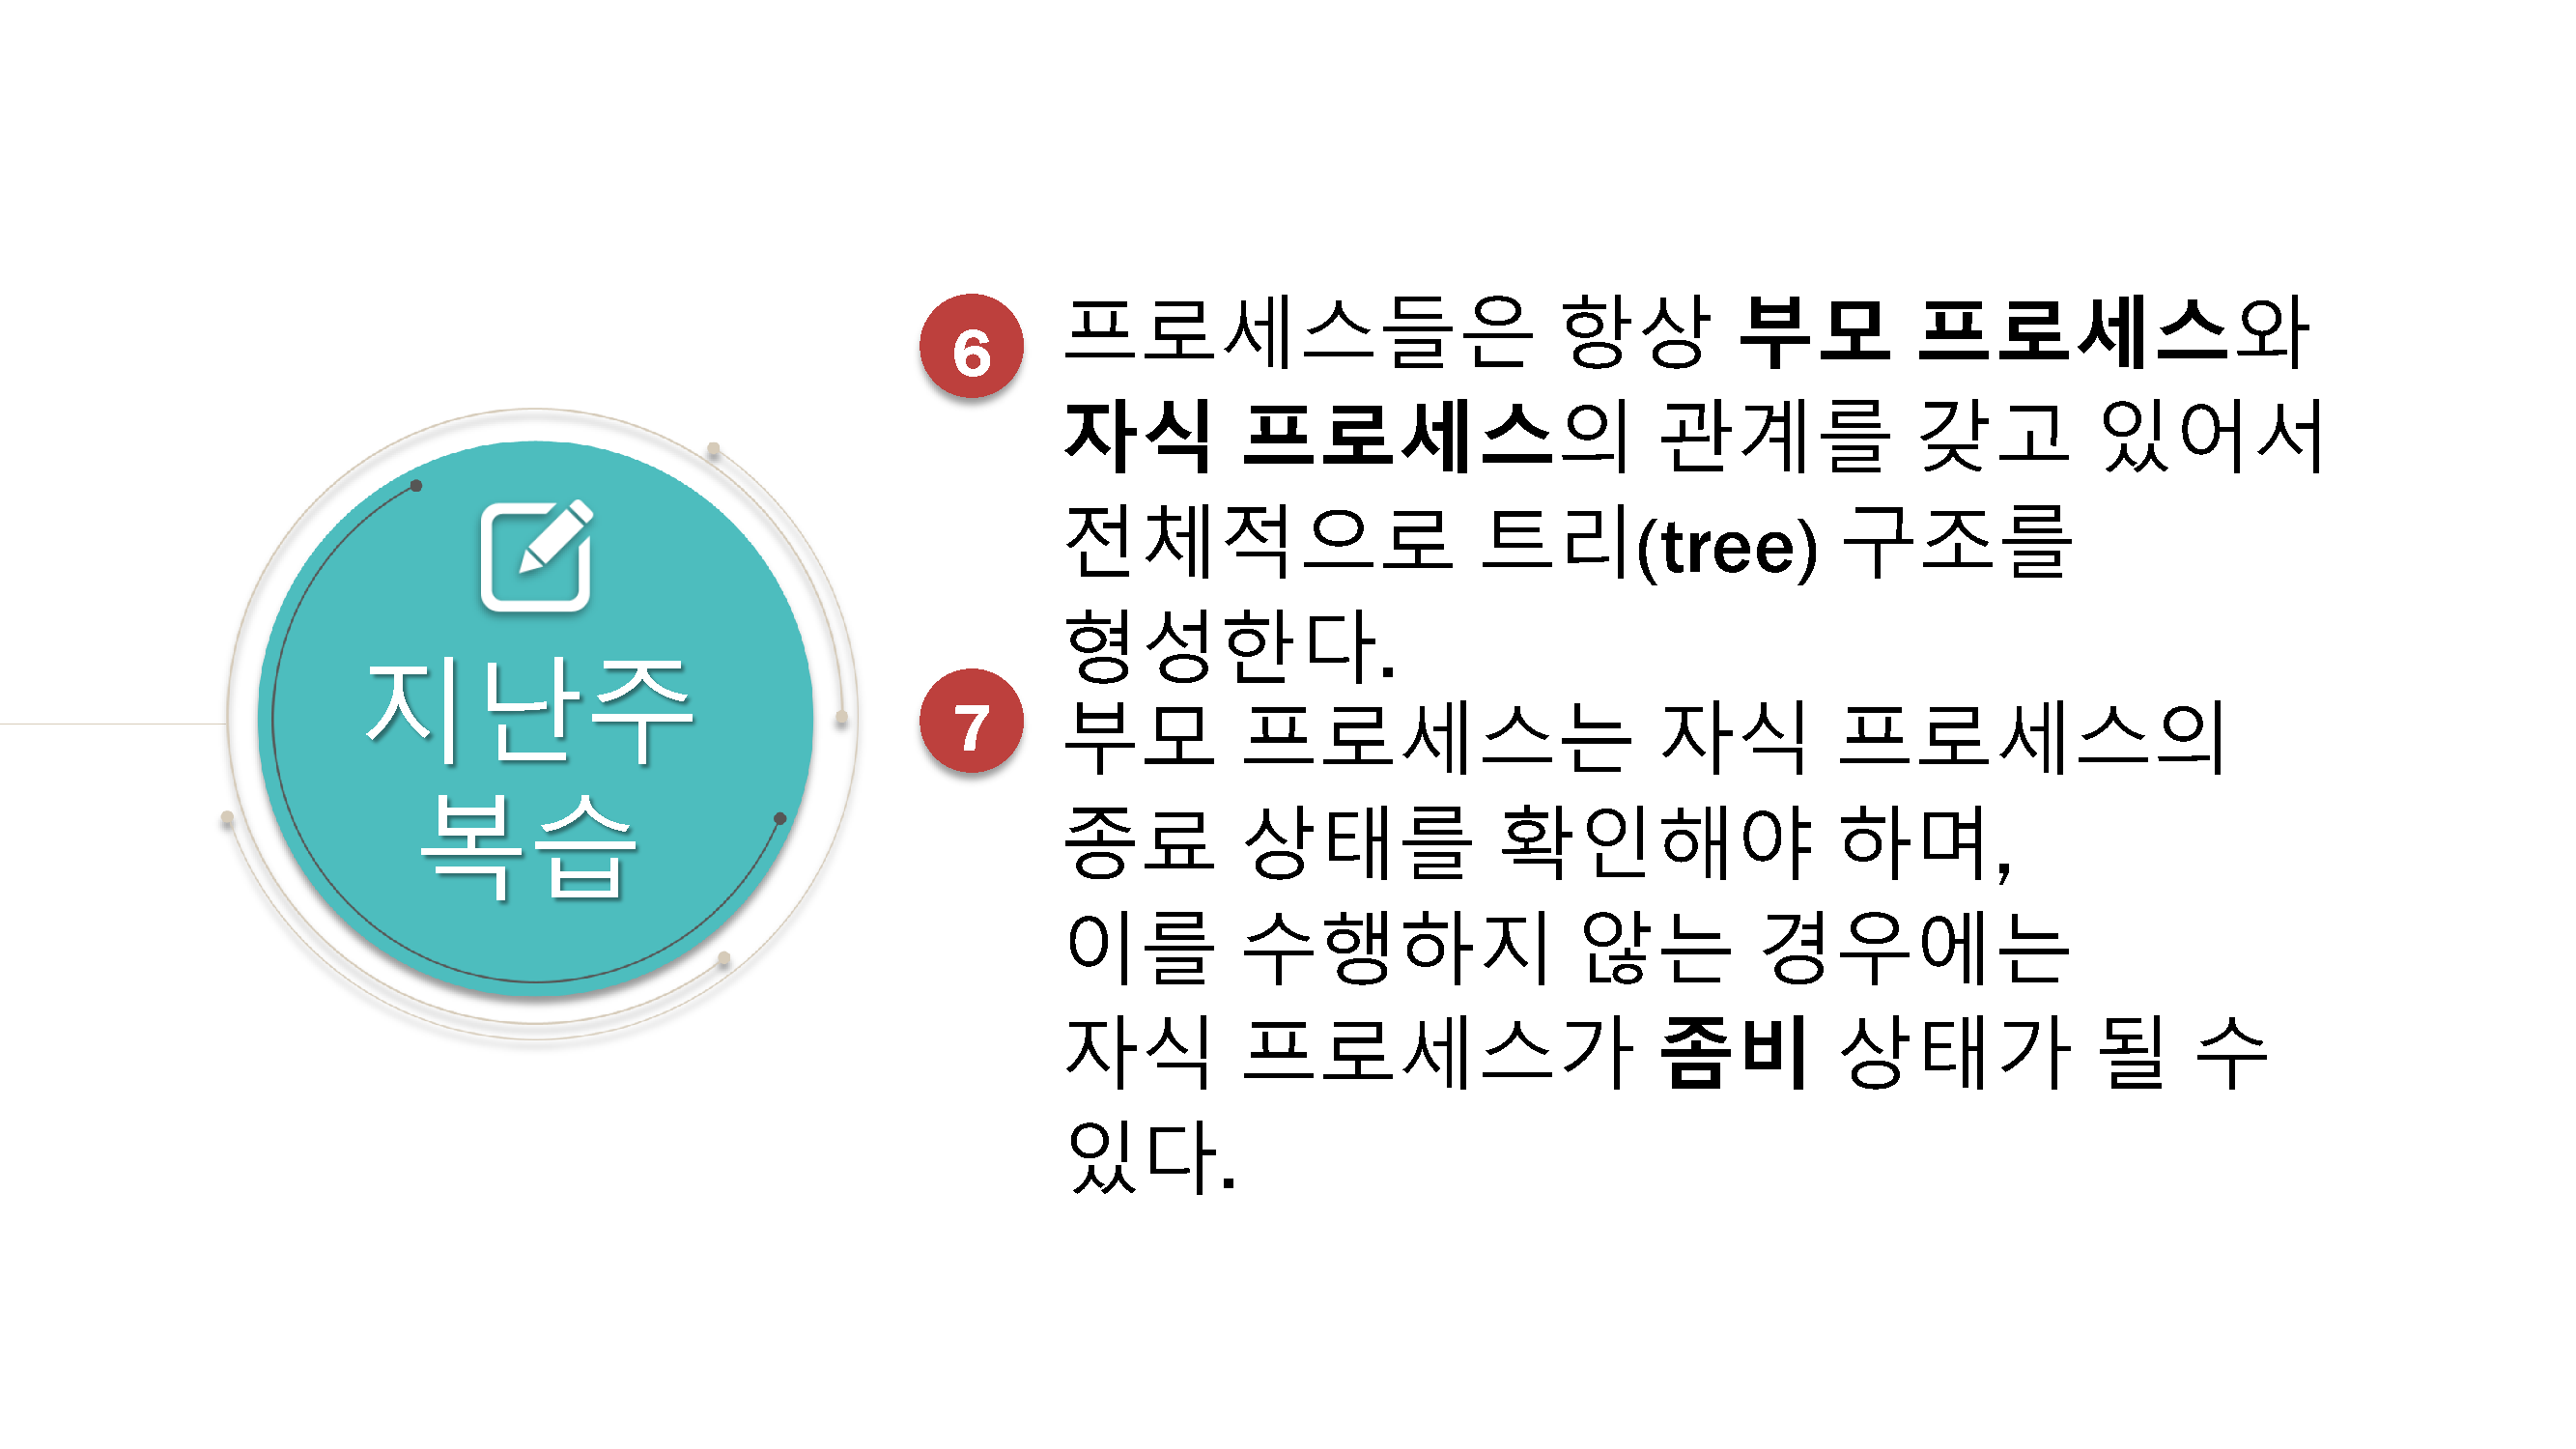 지난주
복습
6
프로세스들은 항상 부모 프로세스와
자식 프로세스의 관계를 갖고 있어서
전체적으로 트리(tree) 구조를
형성한다.
7
부모 프로세스는 자식 프로세스의
종료 상태를 확인해야 하며,
이를 수행하지 않는 경우에는
자식 프로세스가 좀비 상태가 될 수
있다.